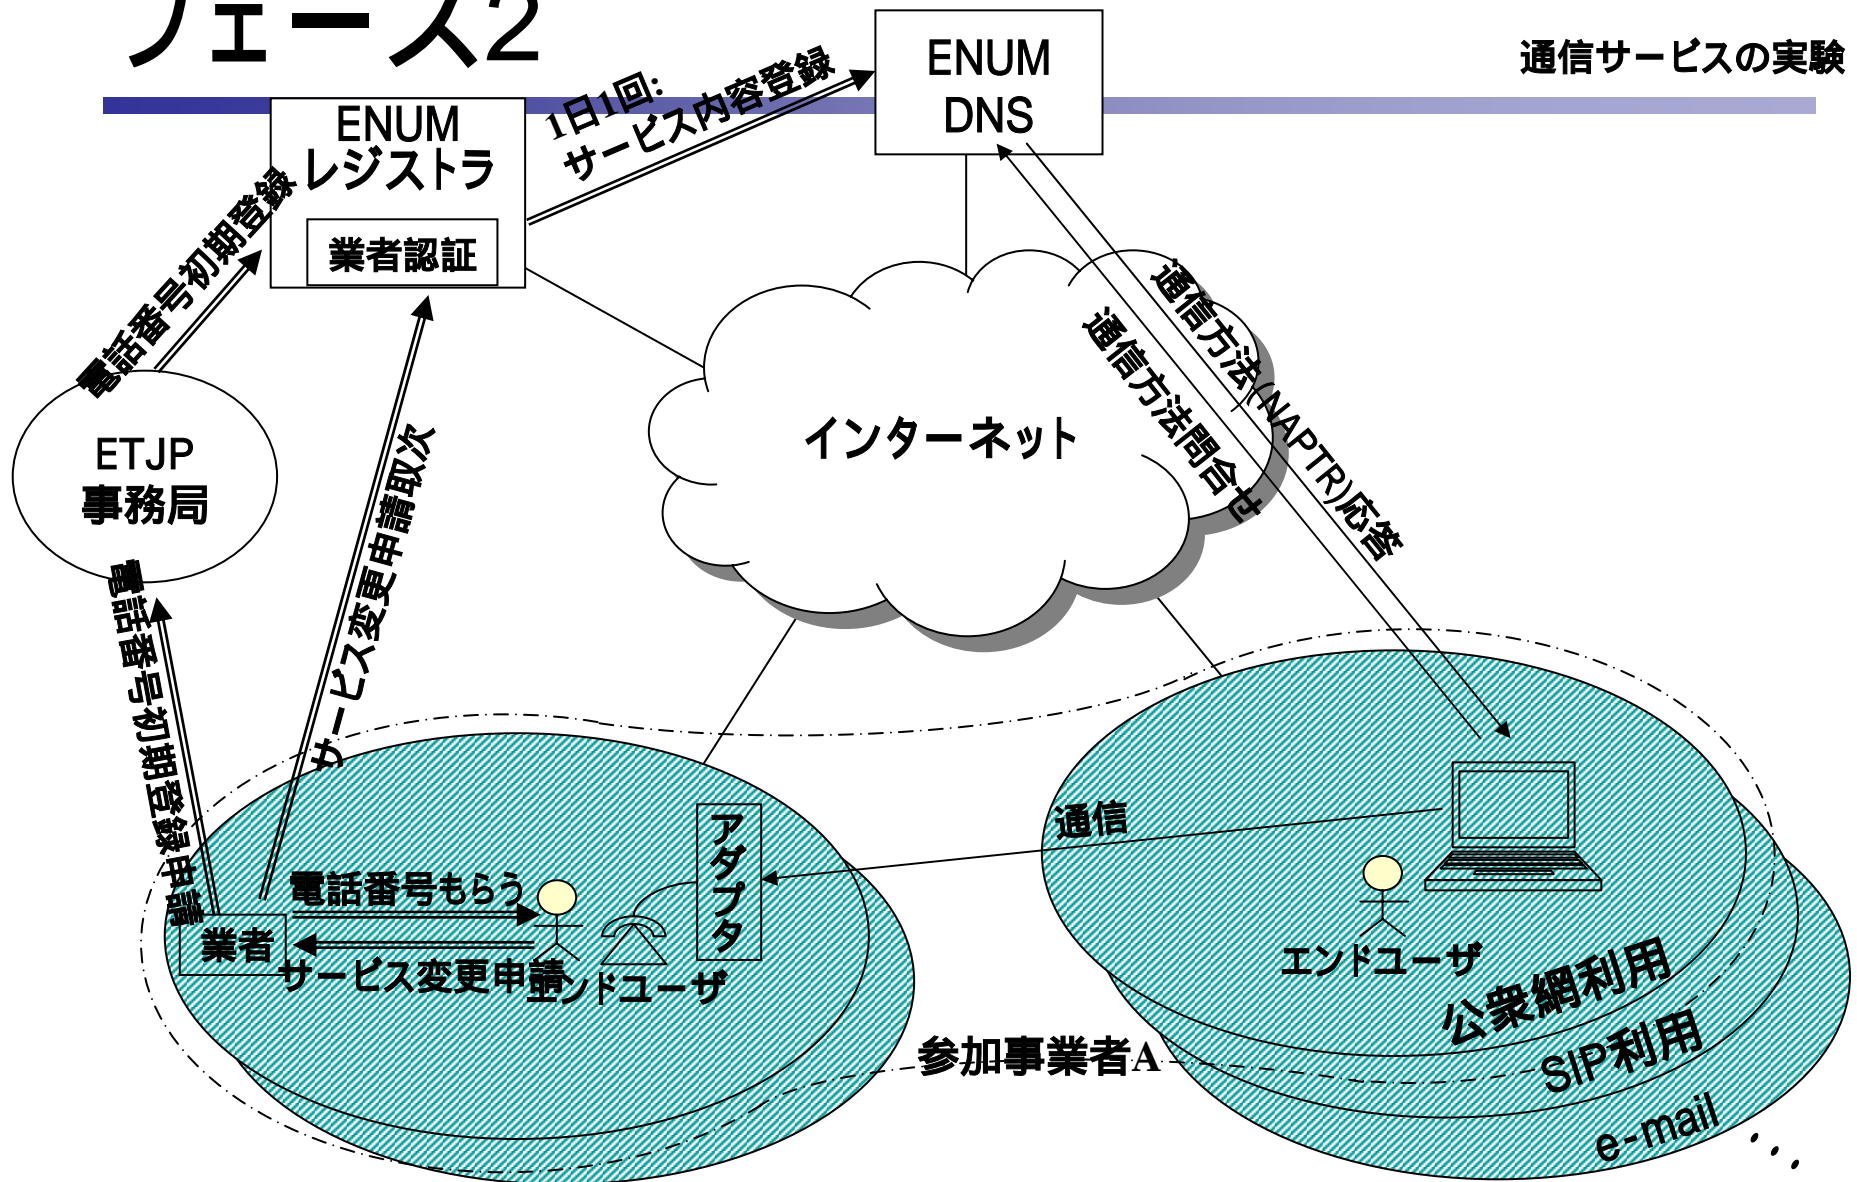 フェーズ2
通信サービスの実験
ENUM
DNS
1日1回:
サービス内容登録
ENUM
レジストラ
業者認証
電話番号初期登録
ETJP
事務局
サービス変更申請取次
インターネット
通信方法(NAPTR)応答
通信方法問合せ
電話番号初期登録申請
通信
アダプタ
電話番号もらう
業者
サービス変更申請
エンドユーザ
エンドユーザ
公衆網利用
SIP利用
e-mail
・・・
参加事業者A